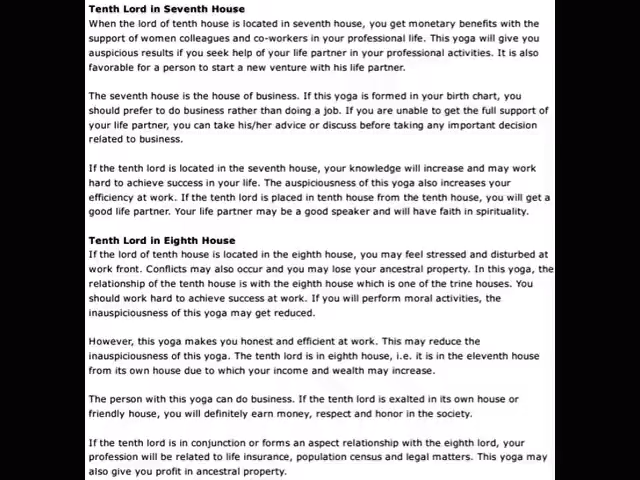 Tenth Lord in Seventh House
When the lord of tenth house is located in seventh house, you get monetary benefits with the
support of women colleagues and co-workers in your professional life. This yoga will give you
auspicious results if you seek help of your life partner in your professional activities. It is also
favorable for a person to start a new venture with his life partner.
The seventh house is the house of business. If this yoga is formed in your birth chart, you
should prefer to do business rather than doing a job. If you are unable to get the full support of
your life partner, you can take his/her advice or discuss before taking any important decision
related to business.
If the tenth lord is located in the seventh house, your knowledge will increase and may work
hard to achieve success in your life. The auspiciousness of this yoga also increases your
efficiency at work. If the tenth lord is placed in tenth house from the tenth house, you will get a
good life partner. Your life partner may be a good speaker and will have faith in spirituality.
Tenth Lord in Eighth House
If the lord of tenth house is located in the eighth house, you may feel stressed and disturbed at
work front. Conflicts may also occur and you may lose your ancestral property. In this yoga, the
relationship of the tenth house is with the eighth house which is one of the trine houses. You
should work hard to achieve success at work. If you will perform moral activities, the
inauspiciousness of this yoga may get reduced.
However, this yoga makes you honest and efficient at work. This may reduce the
inauspiciousness of this yoga. The tenth lord is in eighth house, i.e. it is in the eleventh house
from its own house due to which your income and wealth may increase.
The person with this yoga can do business. If the tenth lord is exalted in its own house or
friendly house, you will definitely earn money, respect and honor in the society.
If the tenth lord is in conjunction or forms an aspect relationship with the eighth lord, your
profession will be related to life insurance, population census and legal matters. This yoga may
also give you profit in ancestral property.